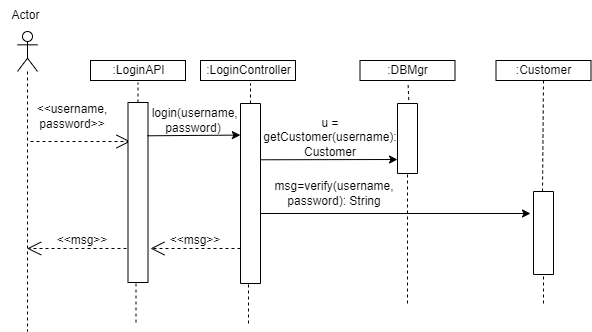 Actor
:LoginAPI
:LoginController
:DBMgr
:Customer
<<username,
password>>
login(username,
password)
u =
getCustomer(username):
Customer
msg=verify(username,
password): String
<<msg>>
<<msg>>